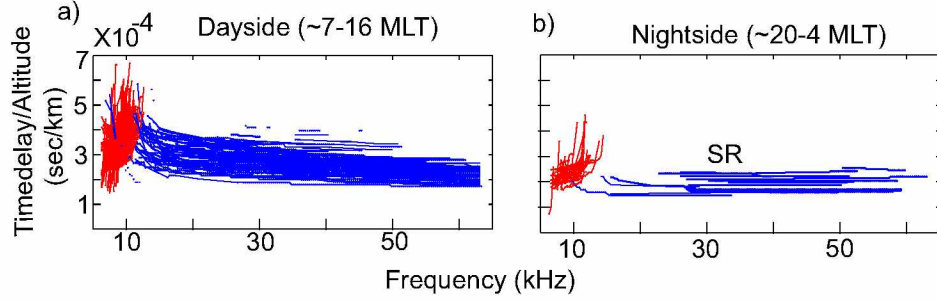 a)
Dayside (~7-16 MLT)
X10⁻⁴
7
5
3
1
10
30
50
b)
Nightside (~20-4 MLT)
SR
10
30
50
Timedelay/Altitude
(sec/km)
Frequency (kHz)